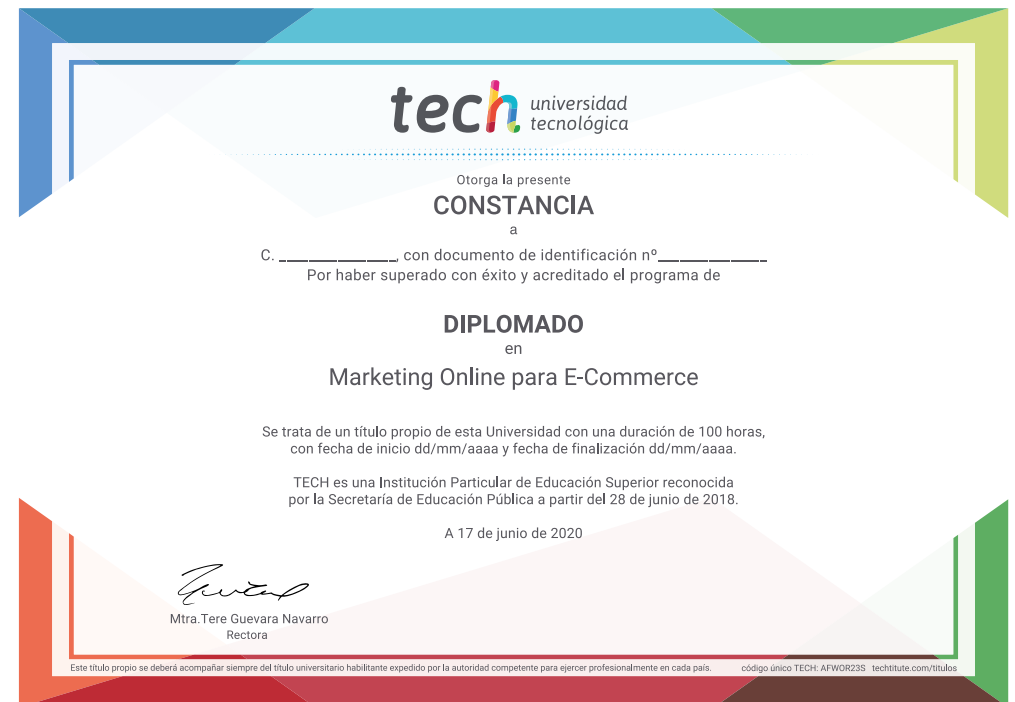 tech universidad
tecnológica
Otorga la presente
CONSTANCIA
a
C. ______________, con documento de identificación nº_____________
Por haber superado con éxito y acreditado el programa de
DIPLOMADO
en
Marketing Online para E-Commerce
Se trata de un título propio de esta Universidad con una duración de 100 horas,
con fecha de inicio dd/mm/aaaa y fecha de finalización dd/mm/aaaa.
TECH es una Institución Particular de Educación Superior reconocida
por la Secretaría de Educación Pública a partir del 28 de junio de 2018.
A 17 de junio de 2020
Mtra.Tere Guevara Navarro
Rectora
Este título propio se deberá acompañar siempre del título universitario habilitante expedido por la autoridad competente para ejercer profesionalmente en cada país. código único TECH: AFWOR23S techtitute.com/titulos